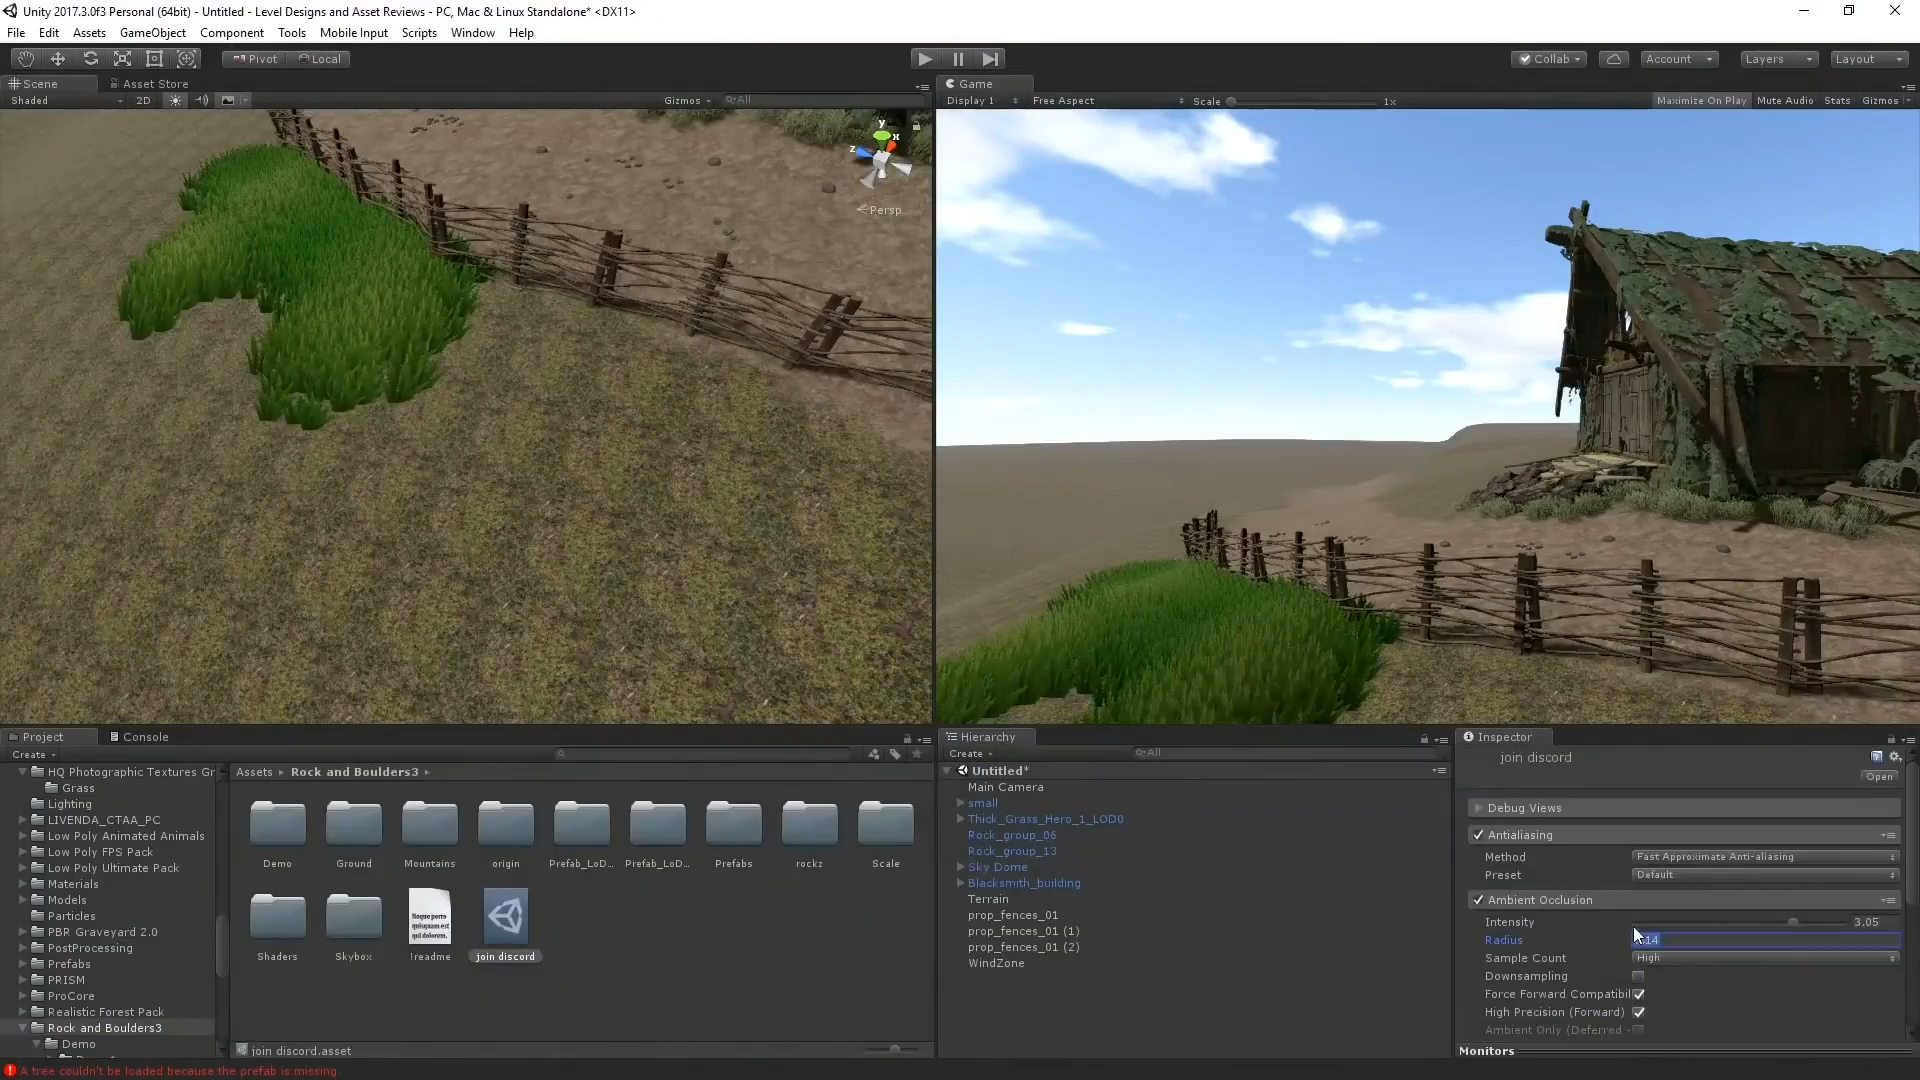 Unity 2017.3.0f3 Personal (64bit) - Untitled - Level Designs and Asset Reviews - PC, Mac & Linux Standalone* <DX11>
File Edit Assets GameObject Component Tools Mobile Input Scripts Window Help
Pivot Local Collab Account Layers Layout
Scene Asset Store Game
Shaded 2D Gizmos All Display 1 Free Aspect Scale 1x Maximize On Play Mute Audio Stats Gizmos
y
x
z
Persp
Project Console
Create
HQ Photographic Textures Gr
Grass
Lighting
LIVENDA_CTAA_PC
Low Poly Animated Animals
Low Poly FPS Pack
Low Poly Ultimate Pack
Materials
Models
Particles
PBR Graveyard 2.0
PostProcessing
Prefabs
PRISM
ProCore
Realistic Forest Pack
Rock and Boulders3
Demo
Assets Rock and Boulders3
Demo Ground Mountains origin Prefab_LoD... Prefab_LoD... Prefabs rockz Scale
Neque porro
quisquam est
qui dolorem.
Shaders Skybox !readme join discord
join discord.asset
Hierarchy
Create All
Untitled*
Main Camera
small
Thick_Grass_Hero_1_LOD0
Rock_group_06
Rock_group_13
Sky Dome
Blacksmith_building
Terrain
prop_fences_01
prop_fences_01 (1)
prop_fences_01 (2)
WindZone
Inspector
join discord
Open
Debug Views
Antialiasing
Method Fast Approximate Anti-aliasing
Preset Default
Ambient Occlusion
Intensity 3.05
Radius 14
Sample Count High
Downsampling
Force Forward Compatibil
High Precision (Forward)
Ambient Only (Deferred -
Monitors
A tree couldn't be loaded because the prefab is missing.